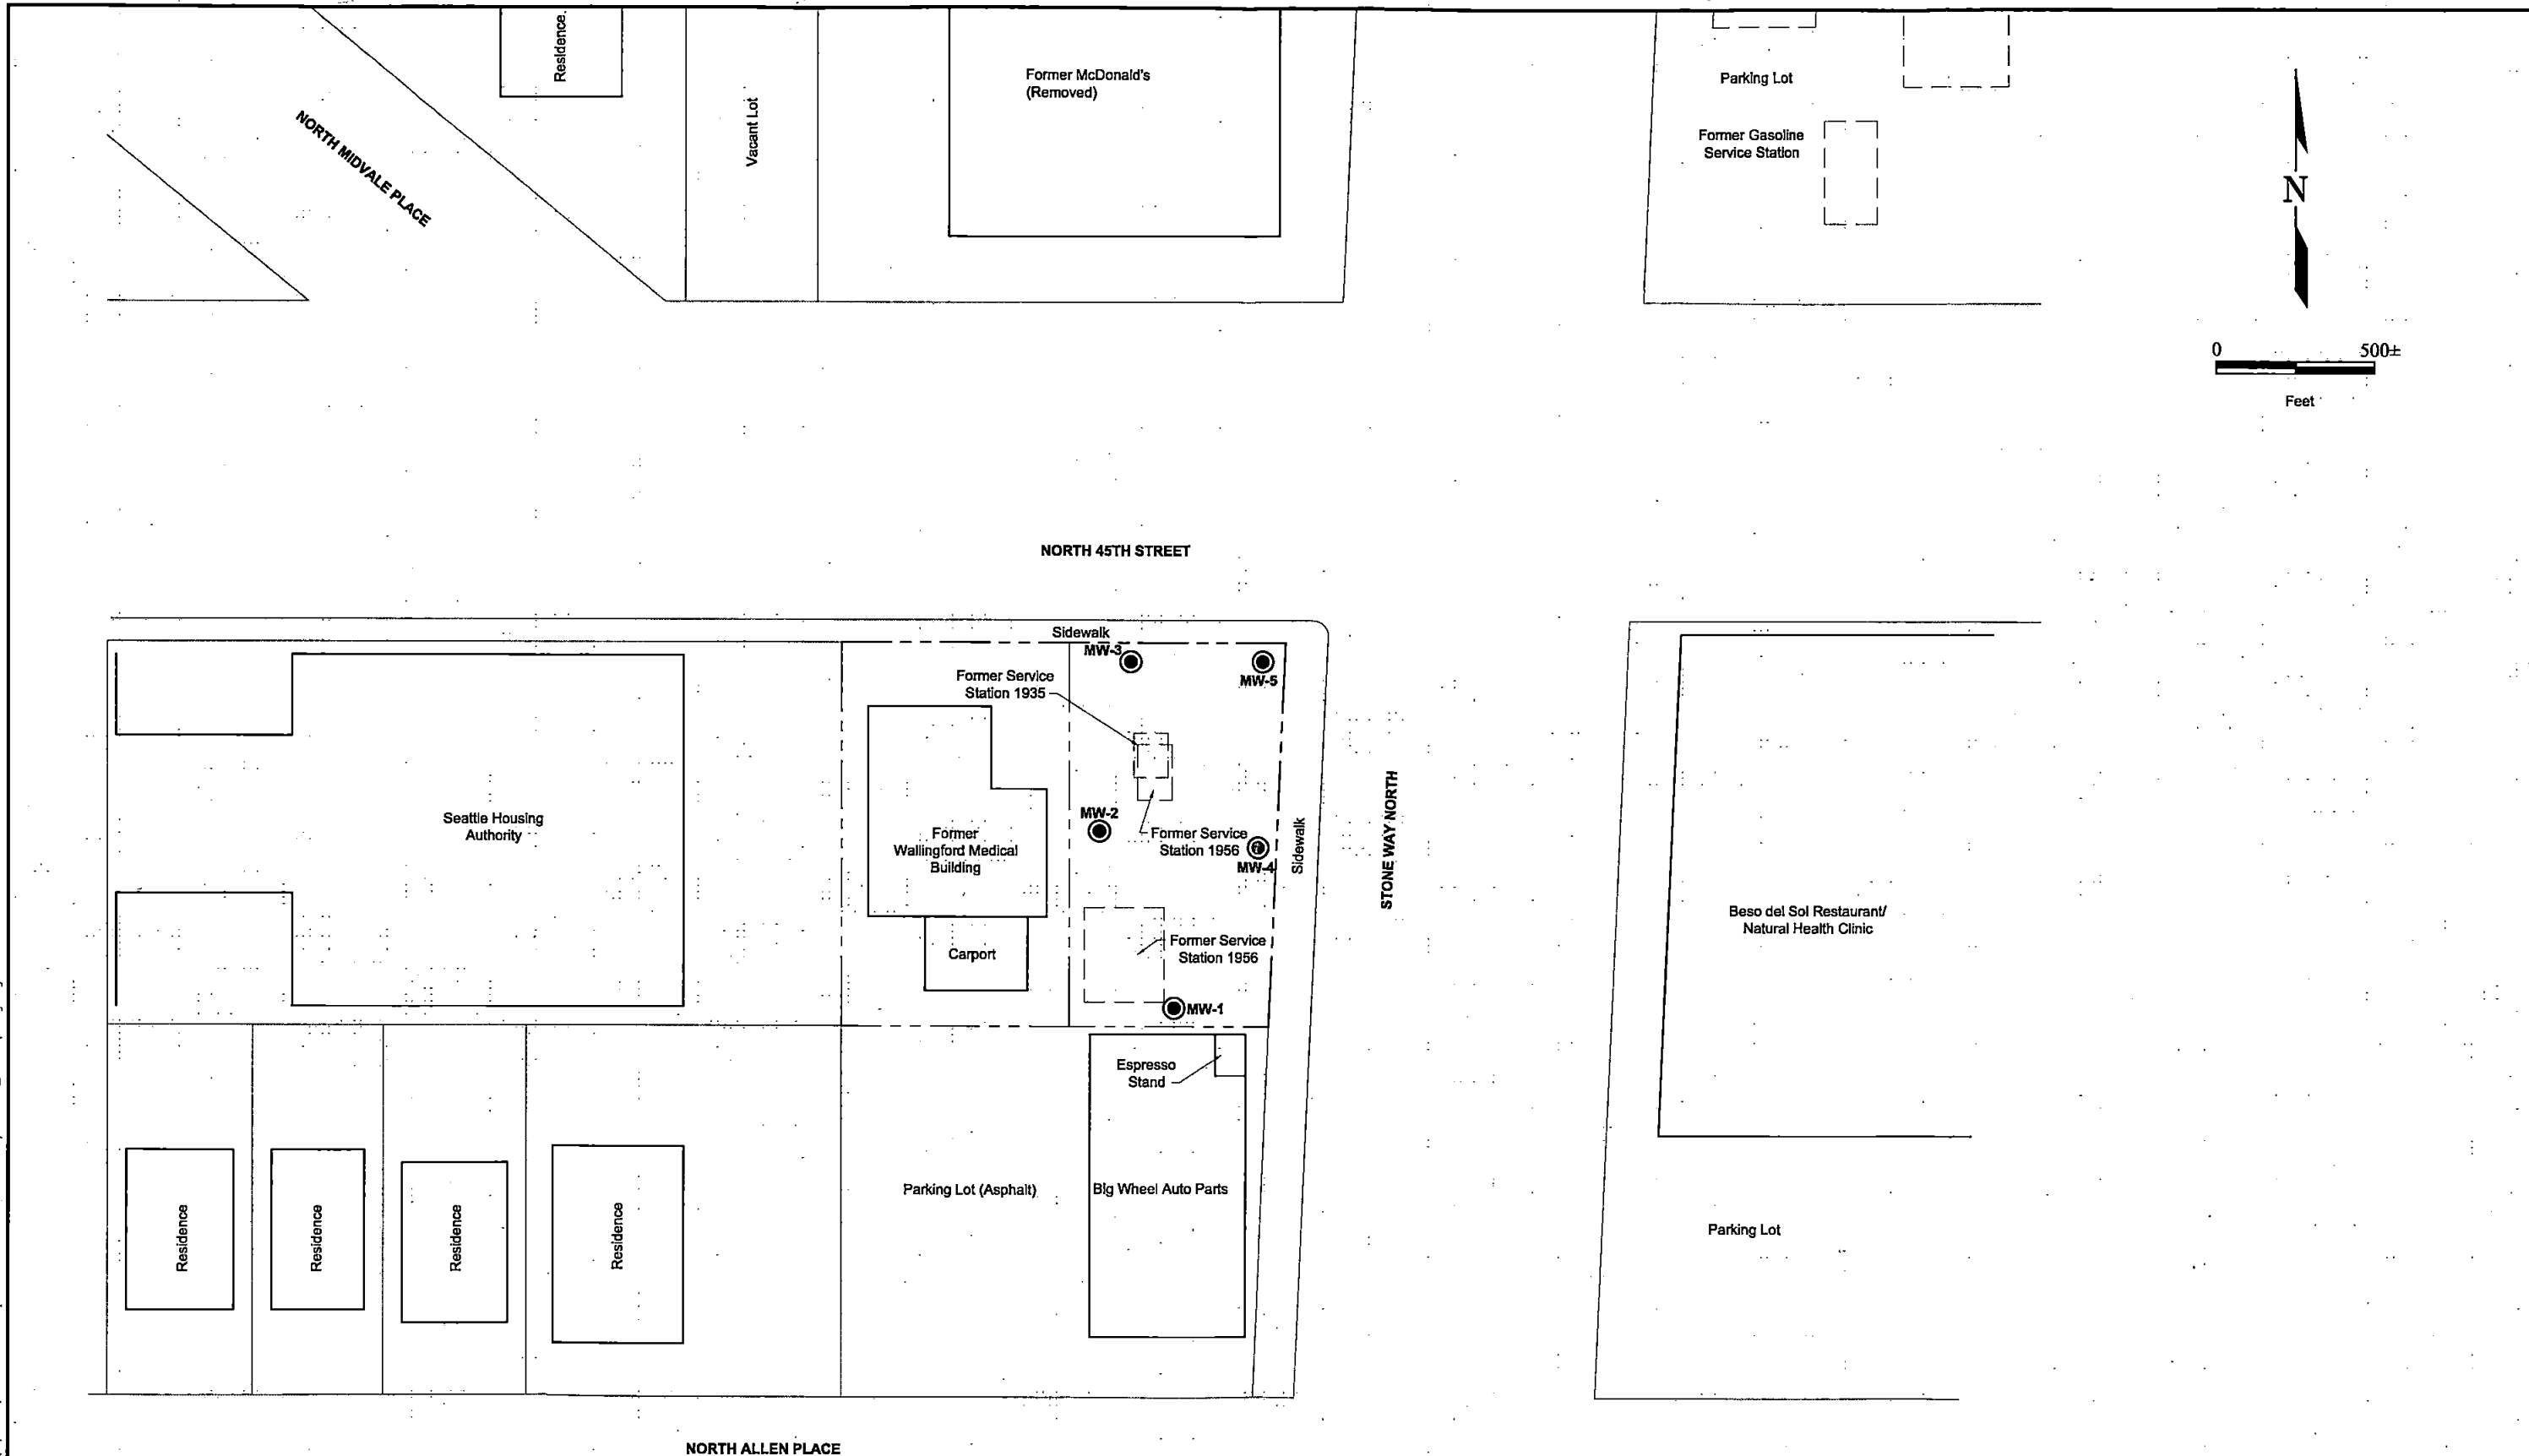 Residence
Former McDonald's
(Removed)
Parking Lot
NORTH MIDVALE PLACE
Vacant Lot
Former Gasoline
Service Station
N
0 500±
Feet
NORTH 45TH STREET
Sidewalk
MW-3
MW-5
Former Service
Station 1935
Seattle Housing
Authority
MW-2
Former
Wallingford Medical
Building
Former Service
Station 1956
MW-4
Sidewalk
STONE WAY NORTH
Beso del Sol Restaurant/
Natural Health Clinic
Carport
Former Service
Station 1956
MW-1
Espresso
Stand
Residence
Residence
Residence
Residence
Parking Lot (Asphalt)
Big Wheel Auto Parts
Parking Lot
NORTH ALLEN PLACE